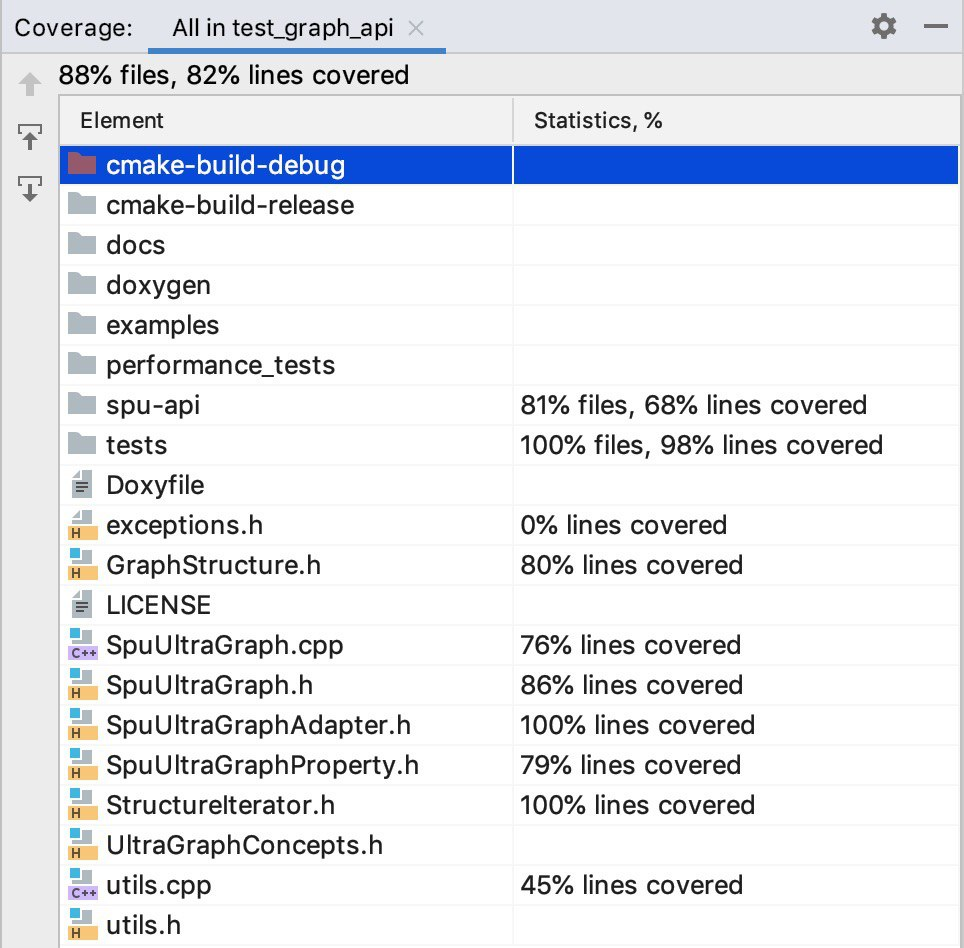 Coverage: All in test_graph_api
88% files, 82% lines covered
Element Statistics, %
cmake-build-debug
cmake-build-release
docs
doxygen
examples
performance_tests
spu-api 81% files, 68% lines covered
tests 100% files, 98% lines covered
Doxyfile
H exceptions.h 0% lines covered
H GraphStructure.h 80% lines covered
LICENSE
C++ SpuUltraGraph.cpp 76% lines covered
H SpuUltraGraph.h 86% lines covered
H SpuUltraGraphAdapter.h 100% lines covered
H SpuUltraGraphProperty.h 79% lines covered
H StructureIterator.h 100% lines covered
H UltraGraphConcepts.h
C++ utils.cpp 45% lines covered
H utils.h